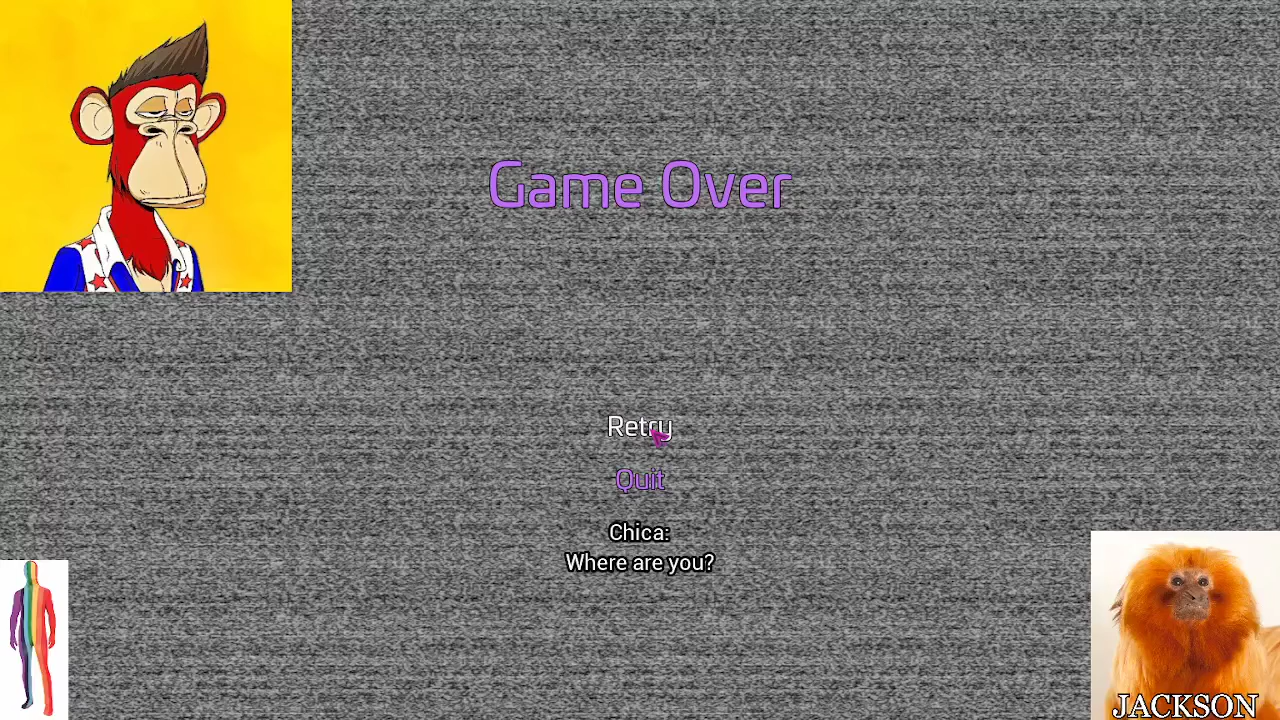 Game Over
Retry
Quit
Chica:
Where are you?
JACKSON